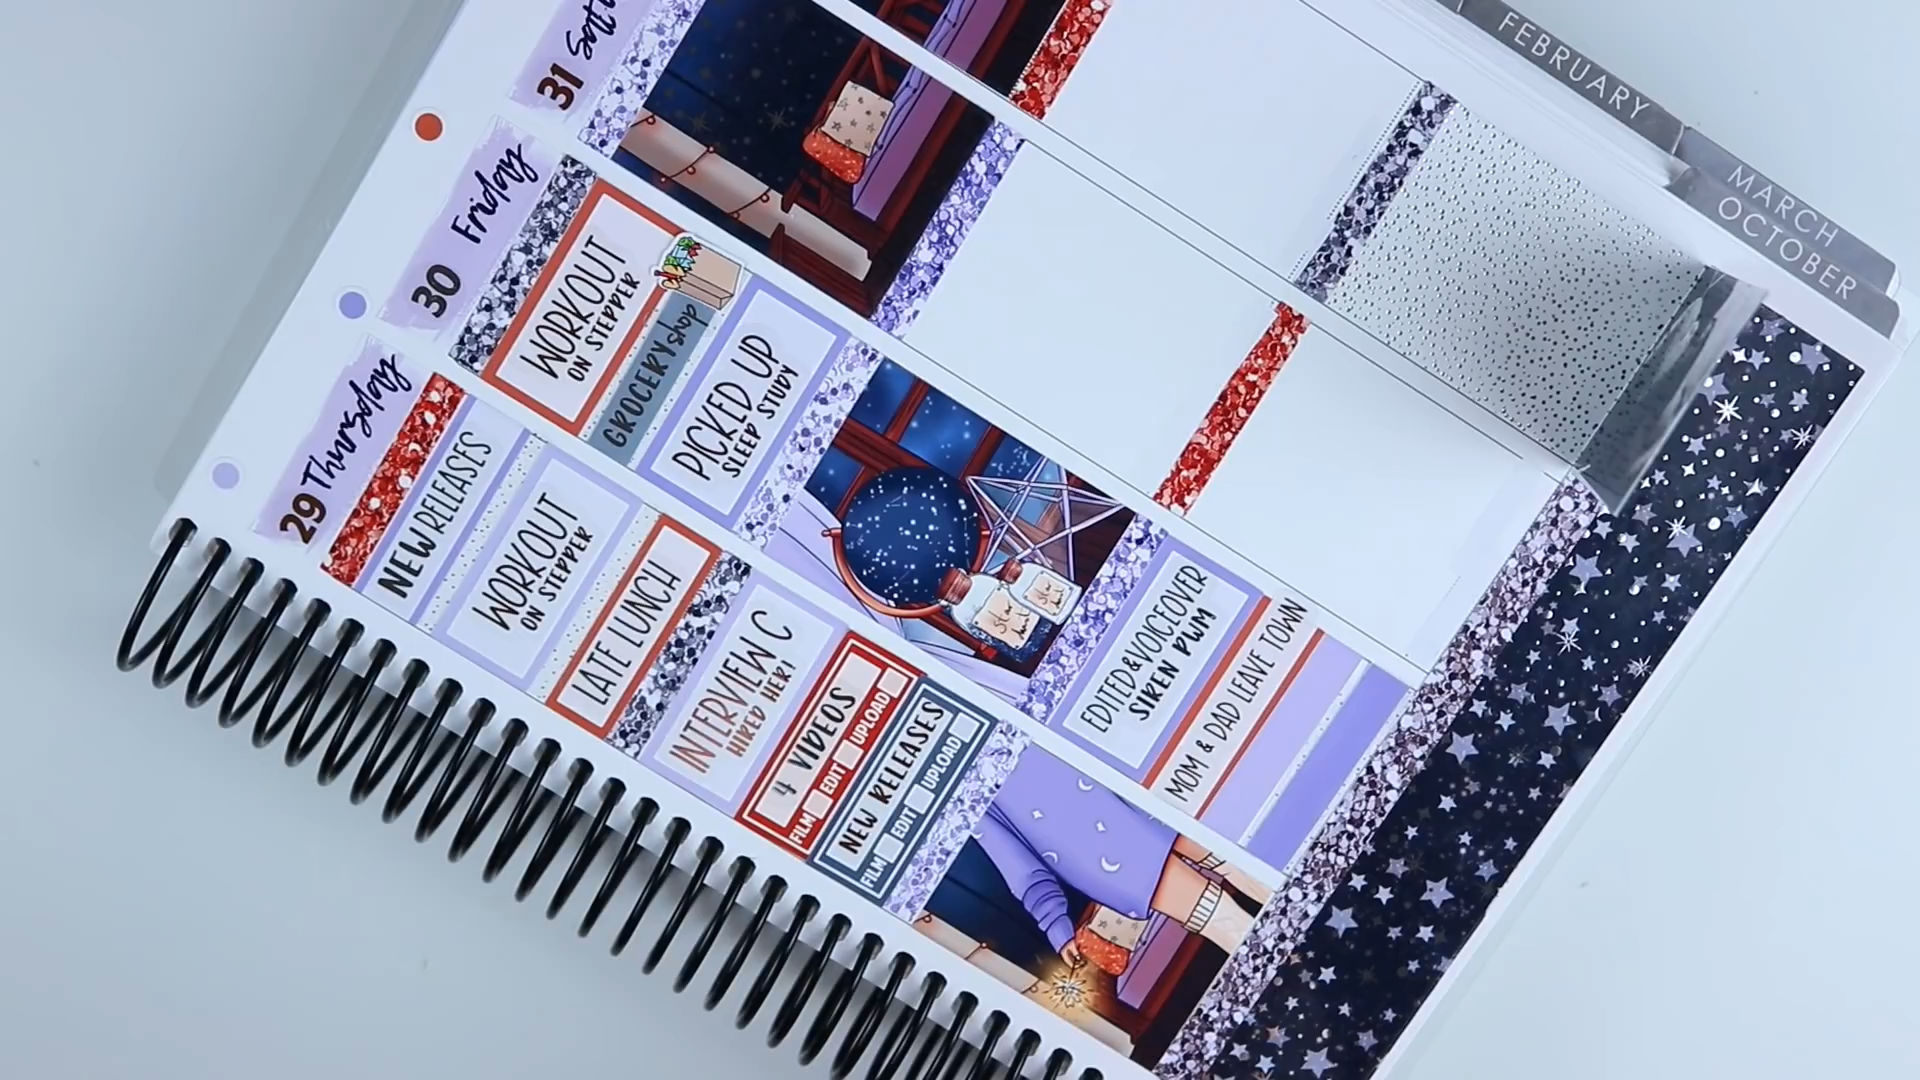 FEBRUARY
MARCH
OCTOBER
31
30 Friday
WORKOUT
ON STEPPER
GROCERY shop
PICKED UP
SLEEP STUDY
29 Thursday
NEW RELEASES
WORKOUT
ON STEPPER
LATE LUNCH
INTERVIEW C
HIRED HER!
4 VIDEOS
FILM EDIT UPLOAD
NEW RELEASES
FILM EDIT UPLOAD
EDITED & VOICEOVER
SIREN PWM
MOM & DAD LEAVE TOWN